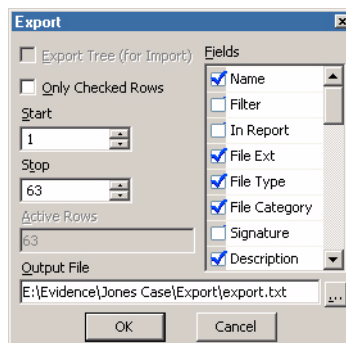 Export
Export Tree (for Import)
Only Checked Rows
Start
1
Stop
63
Active Rows
63
Fields
Name
Filter
In Report
File Ext
File Type
File Category
Signature
Description
Output File
E:\Evidence\Jones Case\Export\export.txt
...
OK
Cancel